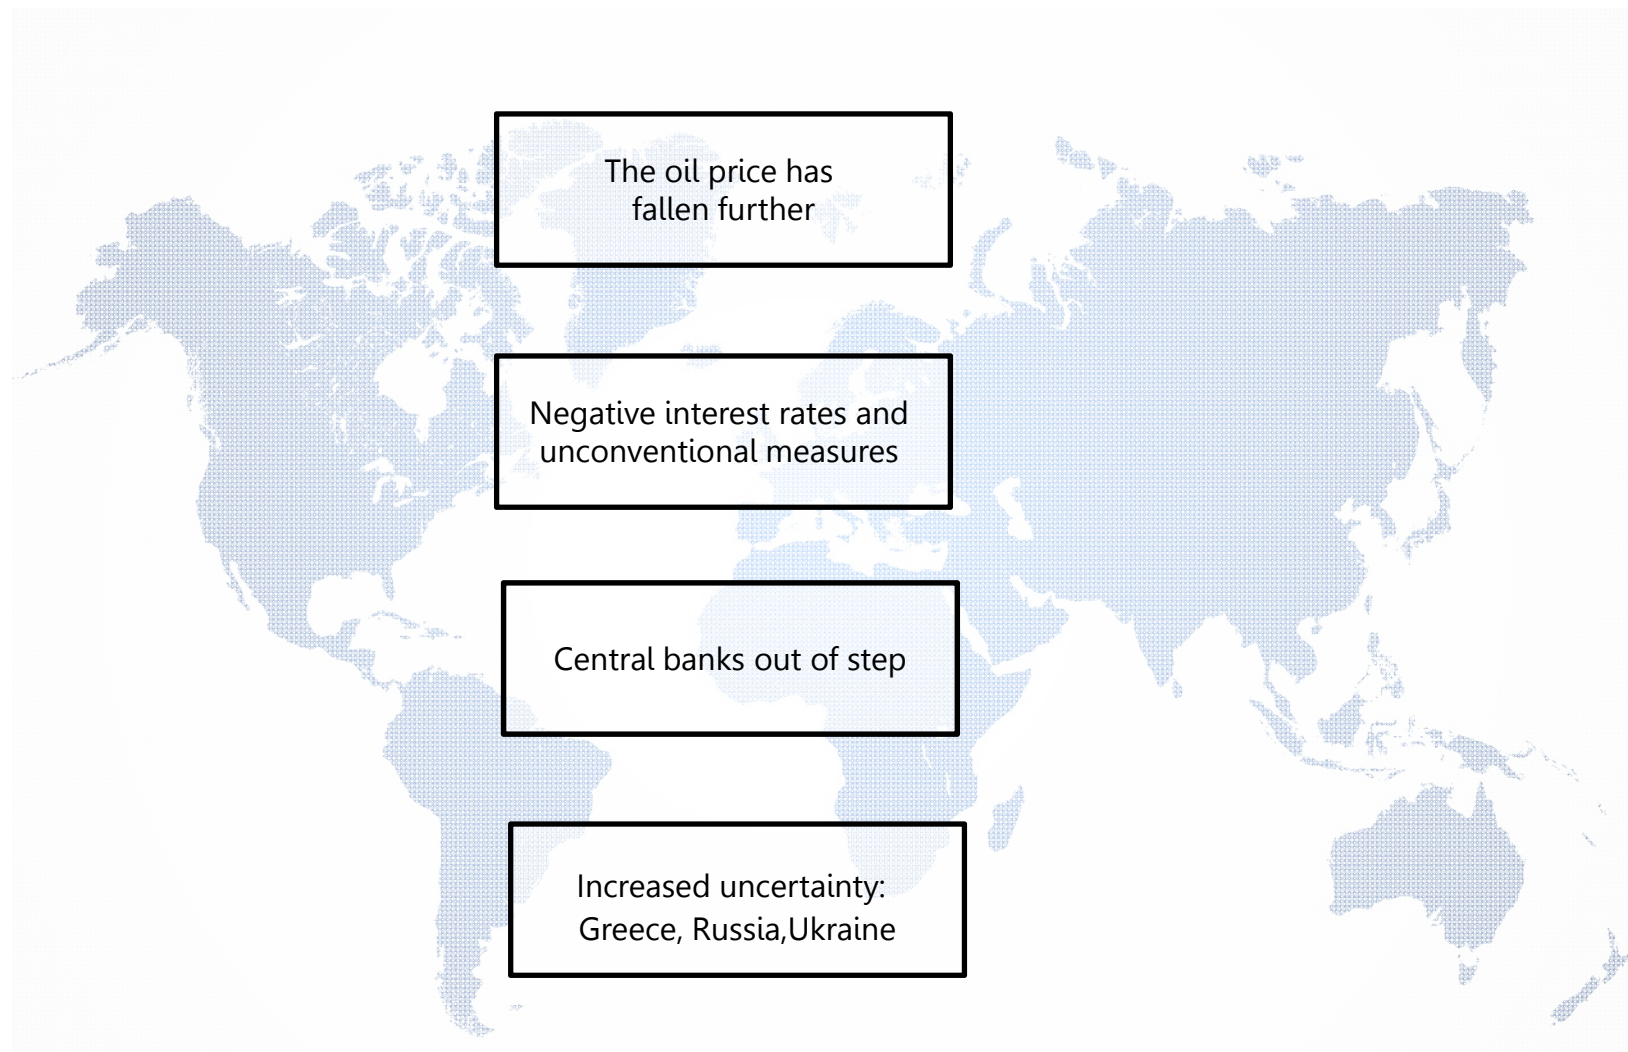 The oil price has
fallen further
Negative interest rates and
unconventional measures
Central banks out of step
Increased uncertainty:
Greece, Russia,Ukraine